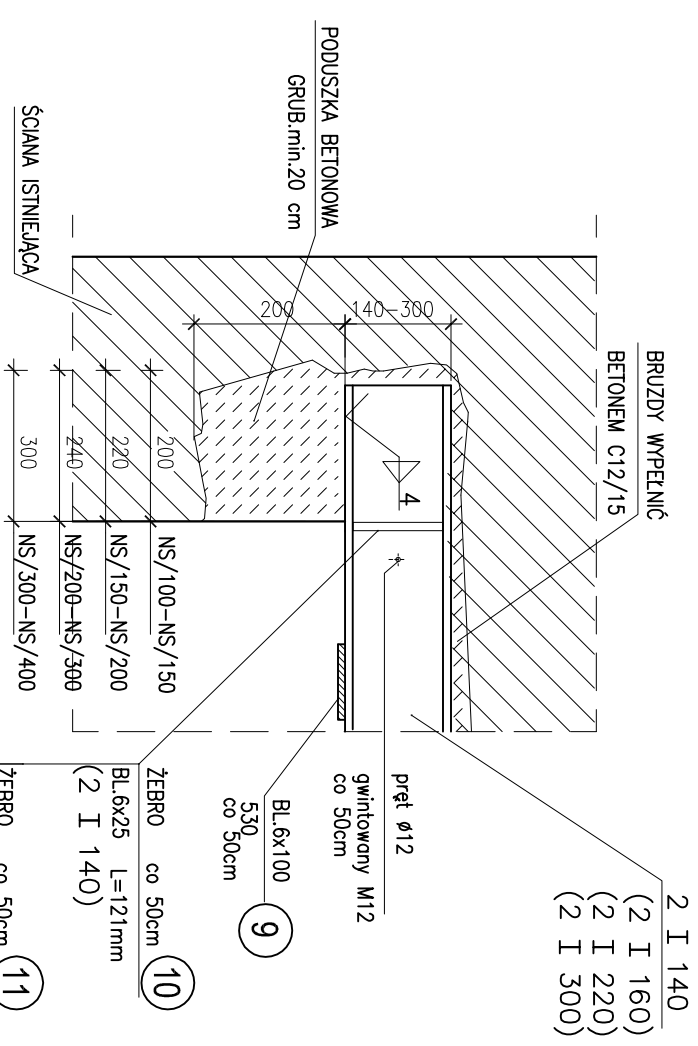 2 I 140
(2 I 160)
(2 I 220)
(2 I 300)
BRUZDY WYPEŁNIĆ
BETONEM C12/15
PODUSZKA BETONOWA
GRUB.min.20 cm
ŚCIANA ISTNIEJĄCA
140-300
200
4
pręt ø12
gwintowany M12
co 50cm
BL.6x100
530
co 50cm
9
200
NS/100-NS/150
220
NS/150-NS/200
240
NS/200-NS/300
300
NS/300-NS/400
ŻEBRO co 50cm
BL.6x25 L=121mm
(2 I 140)
10
ŻEBRO co 50cm
11